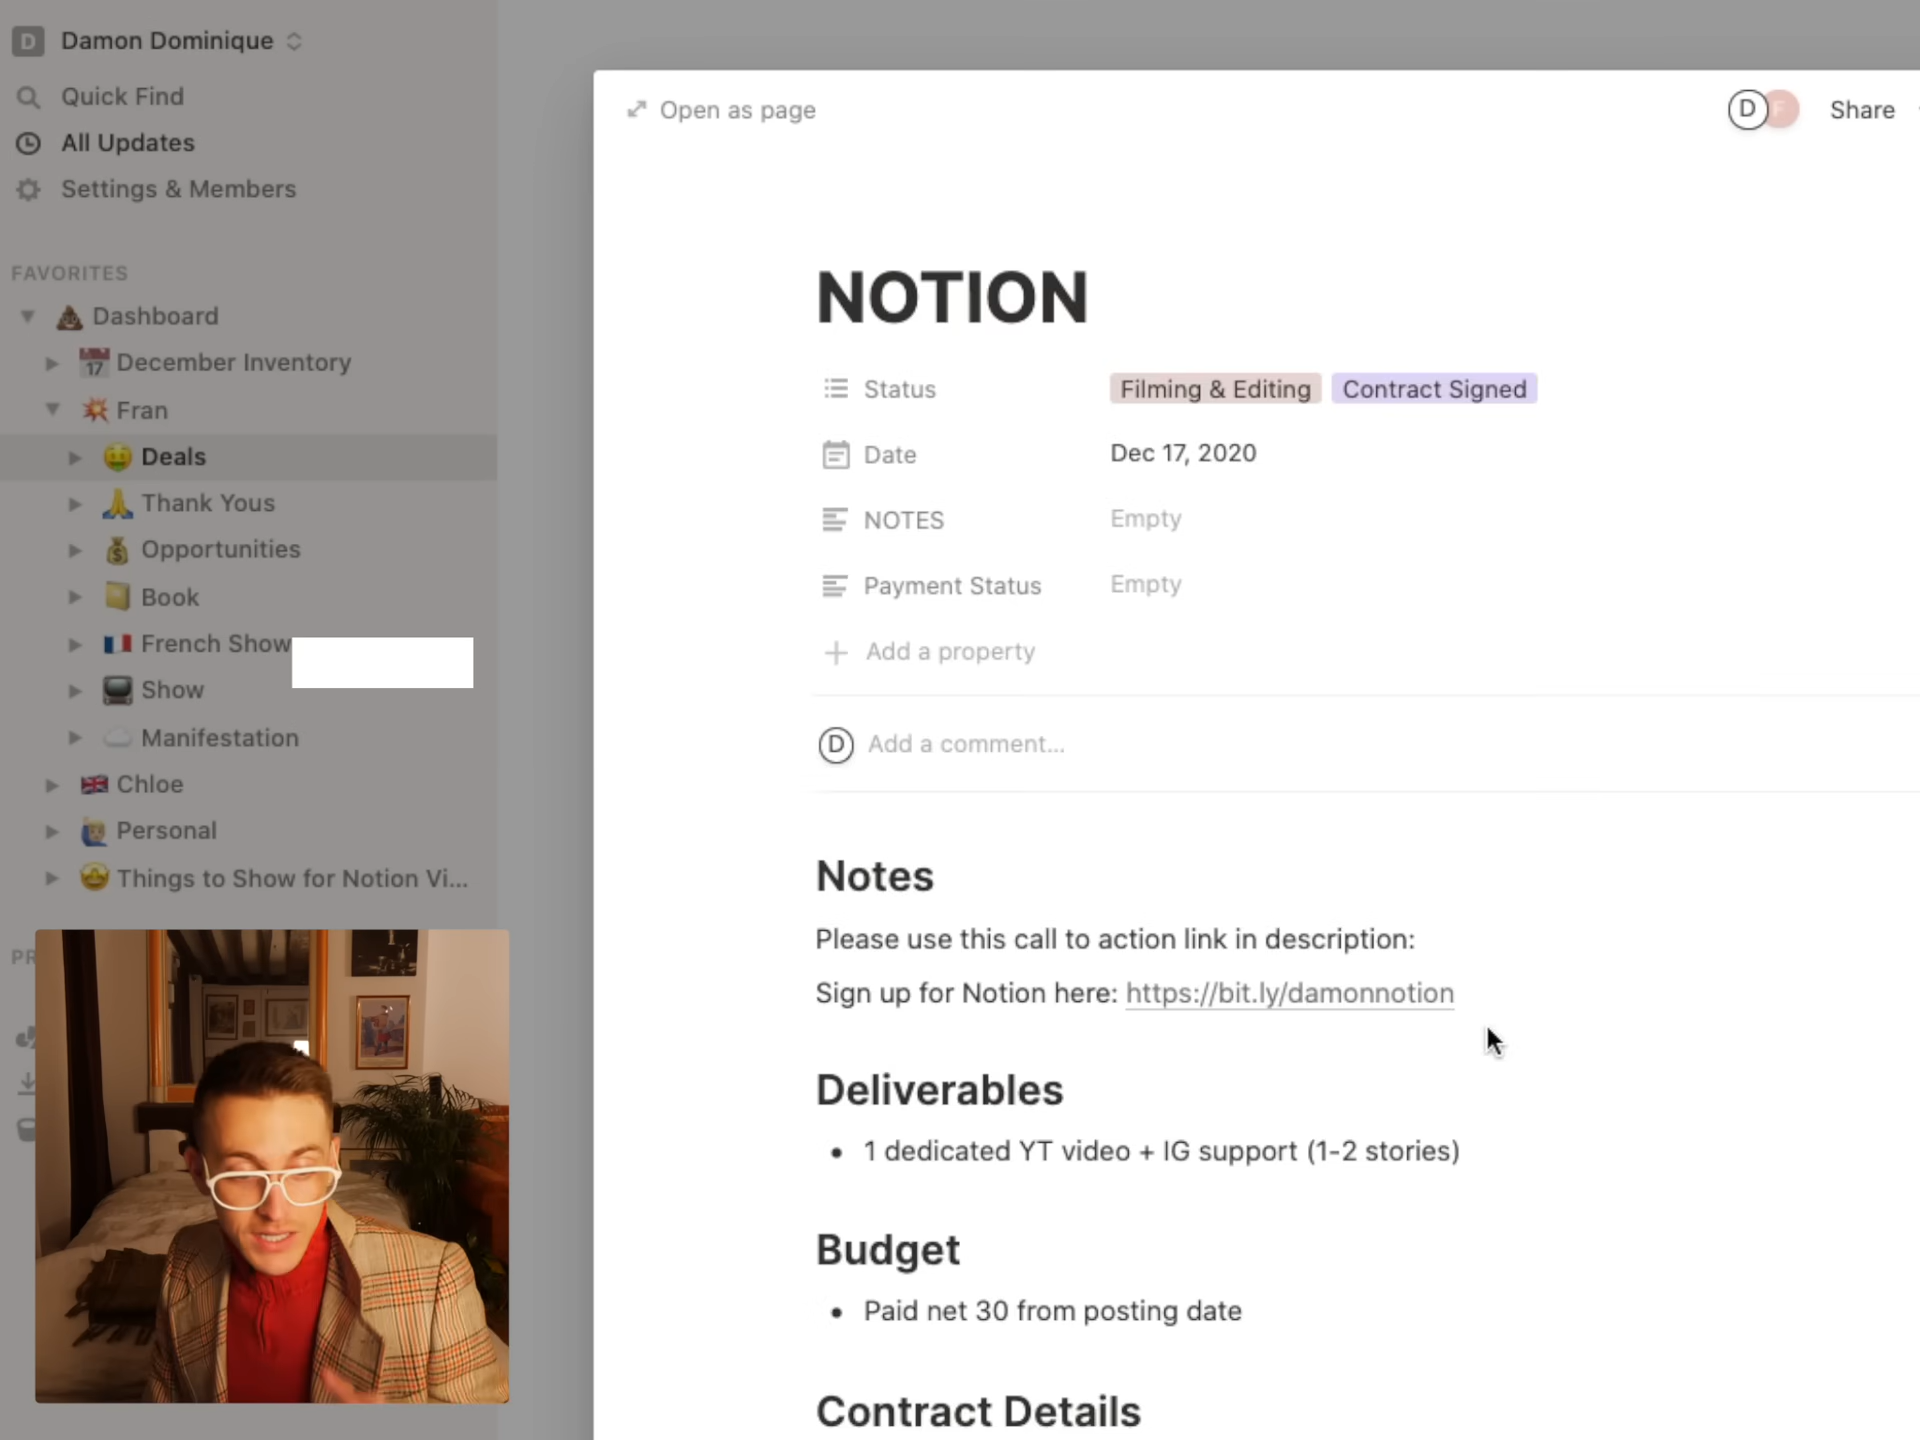 D Damon Dominique
Quick Find
All Updates
Settings & Members
FAVORITES
Dashboard
17 December Inventory
Fran
Deals
Thank Yous
Opportunities
Book
French Show
Show
Manifestation
Chloe
Personal
Things to Show for Notion Vi...
PR
Open as page
D F Share
NOTION
Status Filming & Editing Contract Signed
Date Dec 17, 2020
NOTES Empty
Payment Status Empty
Add a property
D Add a comment...
Notes
Please use this call to action link in description:
Sign up for Notion here: https://bit.ly/damonnotion
Deliverables
• 1 dedicated YT video + IG support (1-2 stories)
Budget
• Paid net 30 from posting date
Contract Details